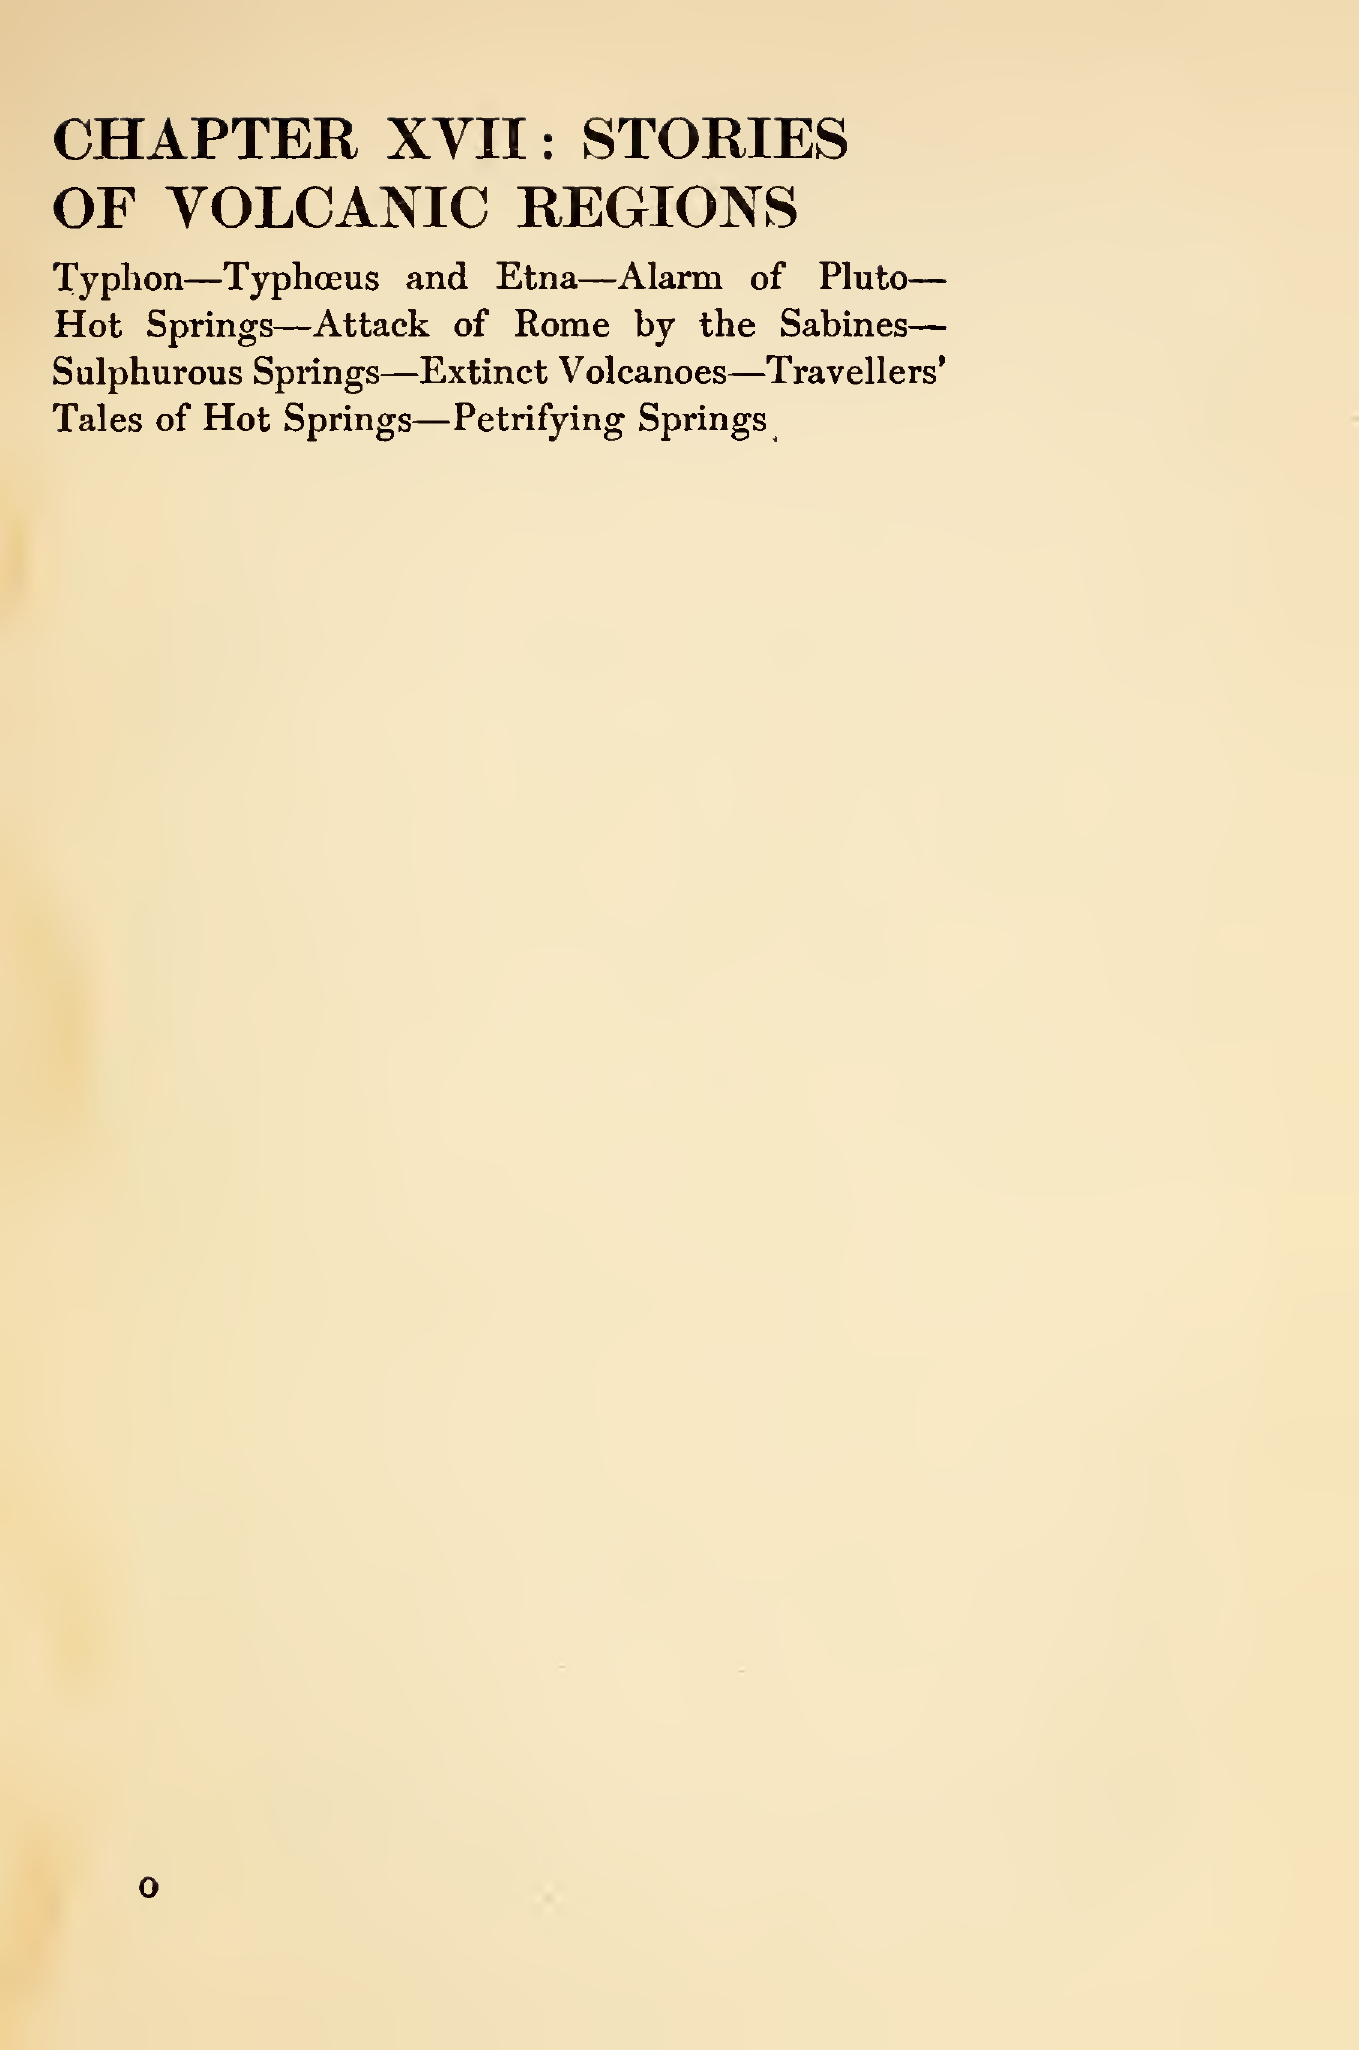 CHAPTER XVII: STORIES
OF VOLCANIC REGIONS
Typhon—Typhœus and Etna—Alarm of Pluto—
Hot Springs—Attack of Rome by the Sabines—
Sulphurous Springs—Extinct Volcanoes—Travellers'
Tales of Hot Springs—Petrifying Springs
O